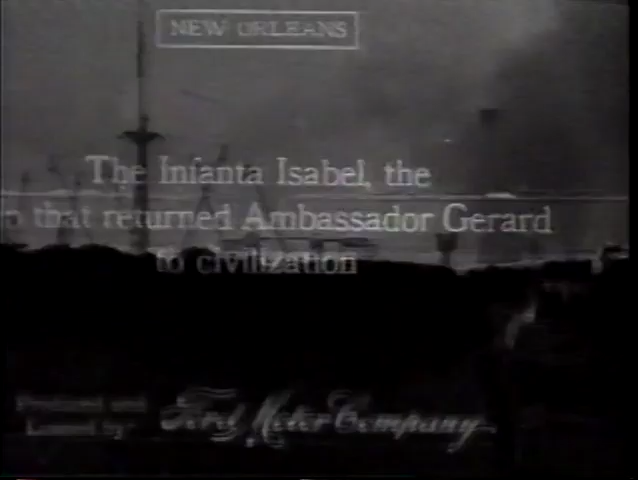 NEW ORLEANS
The Infanta Isabel, the
that returned Ambassador Gerard
to civilization
Ford Motor Company